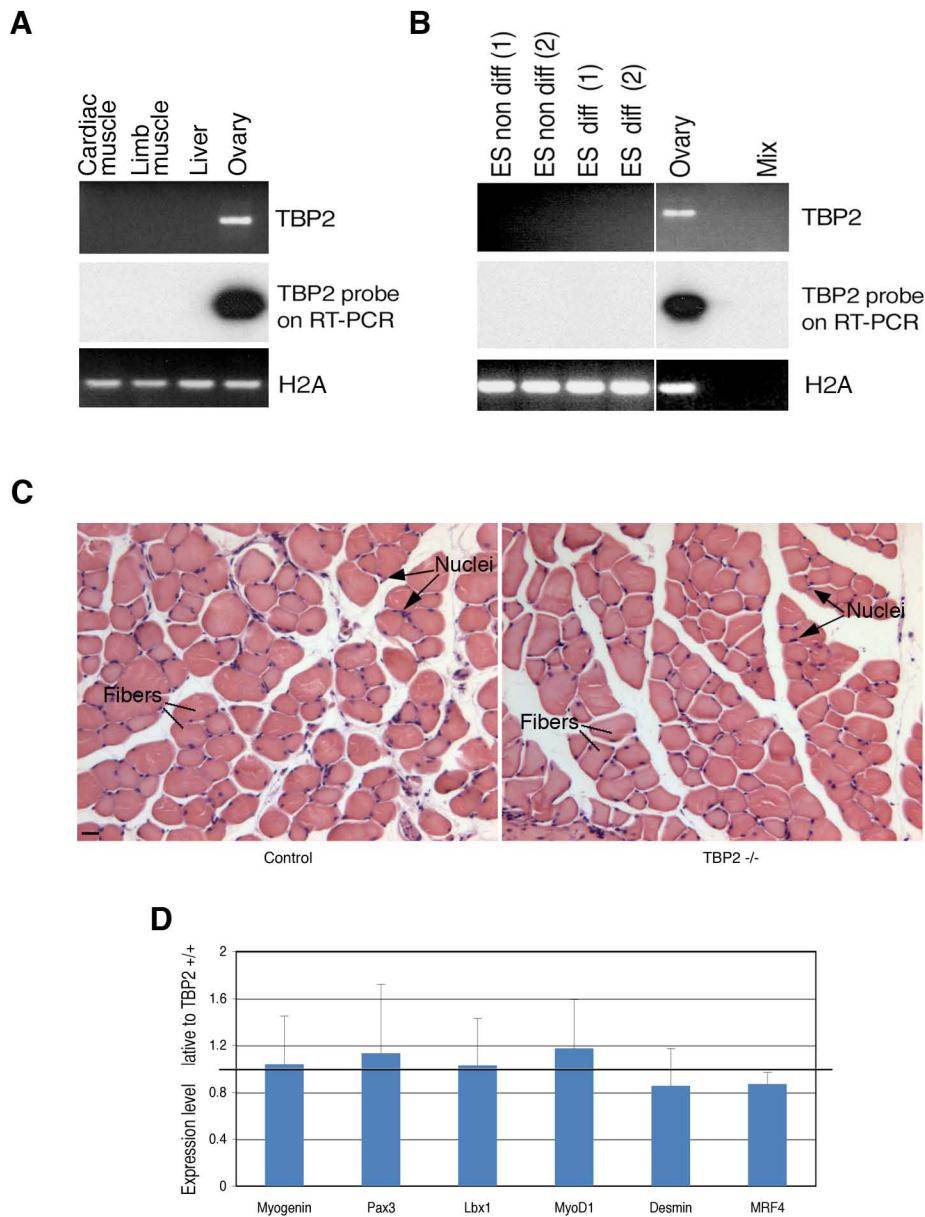 A
Cardiac
muscle
Limb
muscle
Liver
Ovary
TBP2
TBP2 probe
on RT-PCR
H2A
B
ES non diff (1)
ES non diff (2)
ES diff (1)
ES diff (2)
Ovary
Mix
TBP2
TBP2 probe
on RT-PCR
H2A
C
Nuclei
Fibers
Control
Nuclei
Fibers
TBP2 -/-
D
Expression level
lative to TBP2 +/+
2
1.6
1.2
0.8
0.4
0
Myogenin
Pax3
Lbx1
MyoD1
Desmin
MRF4